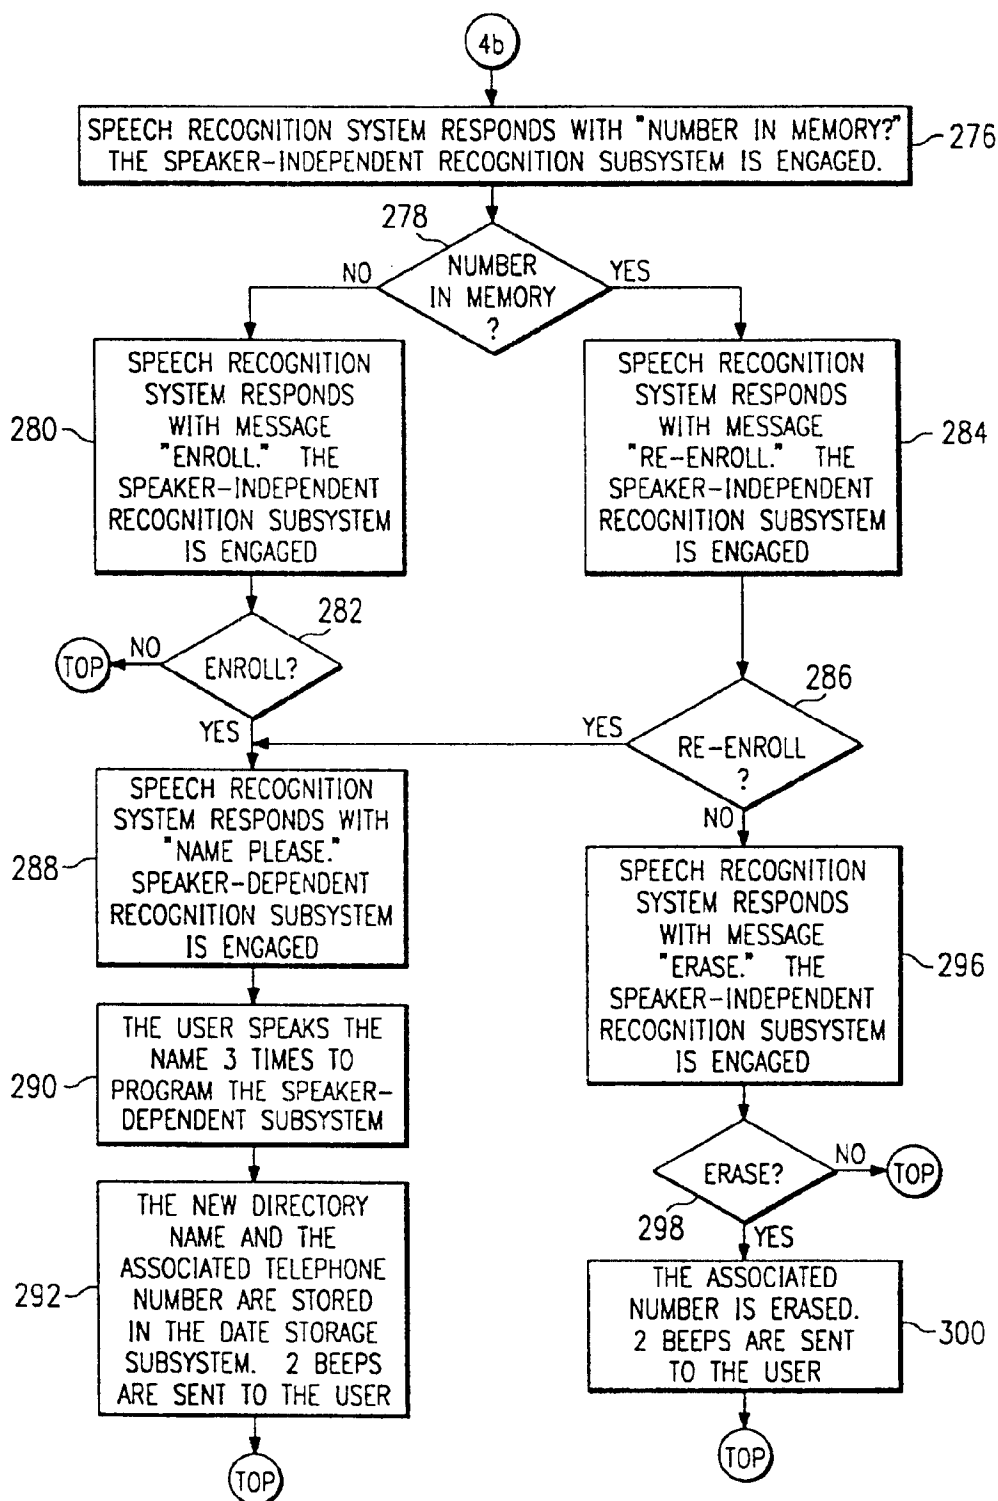 4b
SPEECH RECOGNITION SYSTEM RESPONDS WITH "NUMBER IN MEMORY?"
THE SPEAKER-INDEPENDENT RECOGNITION SUBSYSTEM IS ENGAGED.
276
278
NUMBER
IN MEMORY
?
NO
YES
SPEECH RECOGNITION
SYSTEM RESPONDS
WITH MESSAGE
"ENROLL." THE
SPEAKER-INDEPENDENT
RECOGNITION SUBSYSTEM
IS ENGAGED
280
SPEECH RECOGNITION
SYSTEM RESPONDS
WITH MESSAGE
"RE-ENROLL." THE
SPEAKER-INDEPENDENT
RECOGNITION SUBSYSTEM
IS ENGAGED
284
282
ENROLL?
NO
TOP
YES
286
RE-ENROLL
?
YES
NO
SPEECH RECOGNITION
SYSTEM RESPONDS WITH
"NAME PLEASE."
SPEAKER-DEPENDENT
RECOGNITION SUBSYSTEM
IS ENGAGED
288
SPEECH RECOGNITION
SYSTEM RESPONDS
WITH MESSAGE
"ERASE." THE
SPEAKER-INDEPENDENT
RECOGNITION SUBSYSTEM
IS ENGAGED
296
THE USER SPEAKS THE
NAME 3 TIMES TO
PROGRAM THE SPEAKER-
DEPENDENT SUBSYSTEM
290
ERASE?
NO
TOP
298
YES
THE NEW DIRECTORY
NAME AND THE
ASSOCIATED TELEPHONE
NUMBER ARE STORED
IN THE DATE STORAGE
SUBSYSTEM. 2 BEEPS
ARE SENT TO THE USER
292
THE ASSOCIATED
NUMBER IS ERASED.
2 BEEPS ARE SENT
TO THE USER
300
TOP
TOP